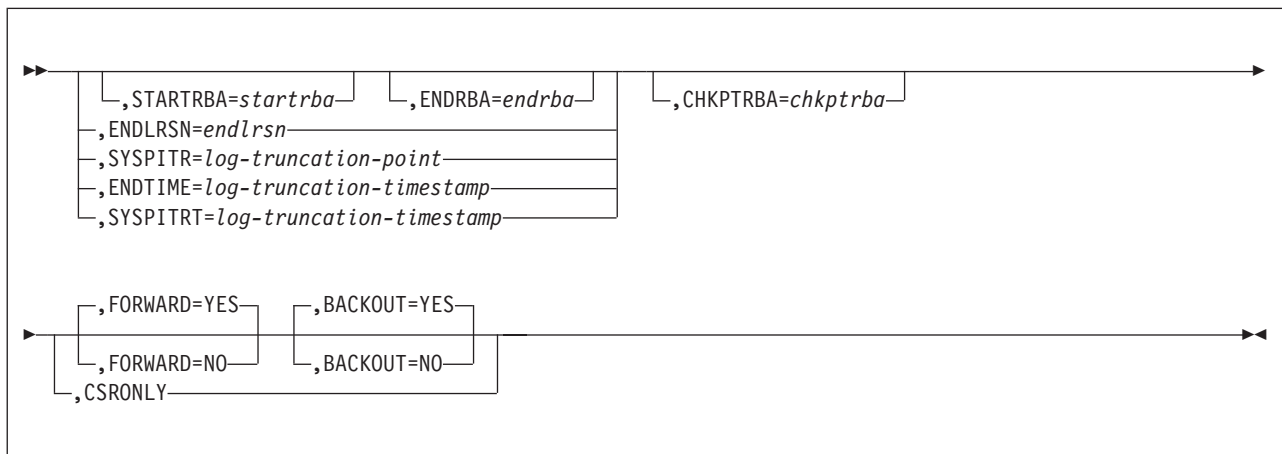 ,STARTRBA=startrba ,ENDRBA=endrba ,CHKPTRBA=chkptrba
,ENDLRSN=endlrsn
,SYSPITR=log-truncation-point
,ENDTIME=log-truncation-timestamp
,SYSPITRT=log-truncation-timestamp
,FORWARD=YES ,BACKOUT=YES
,FORWARD=NO ,BACKOUT=NO
,CSRONLY